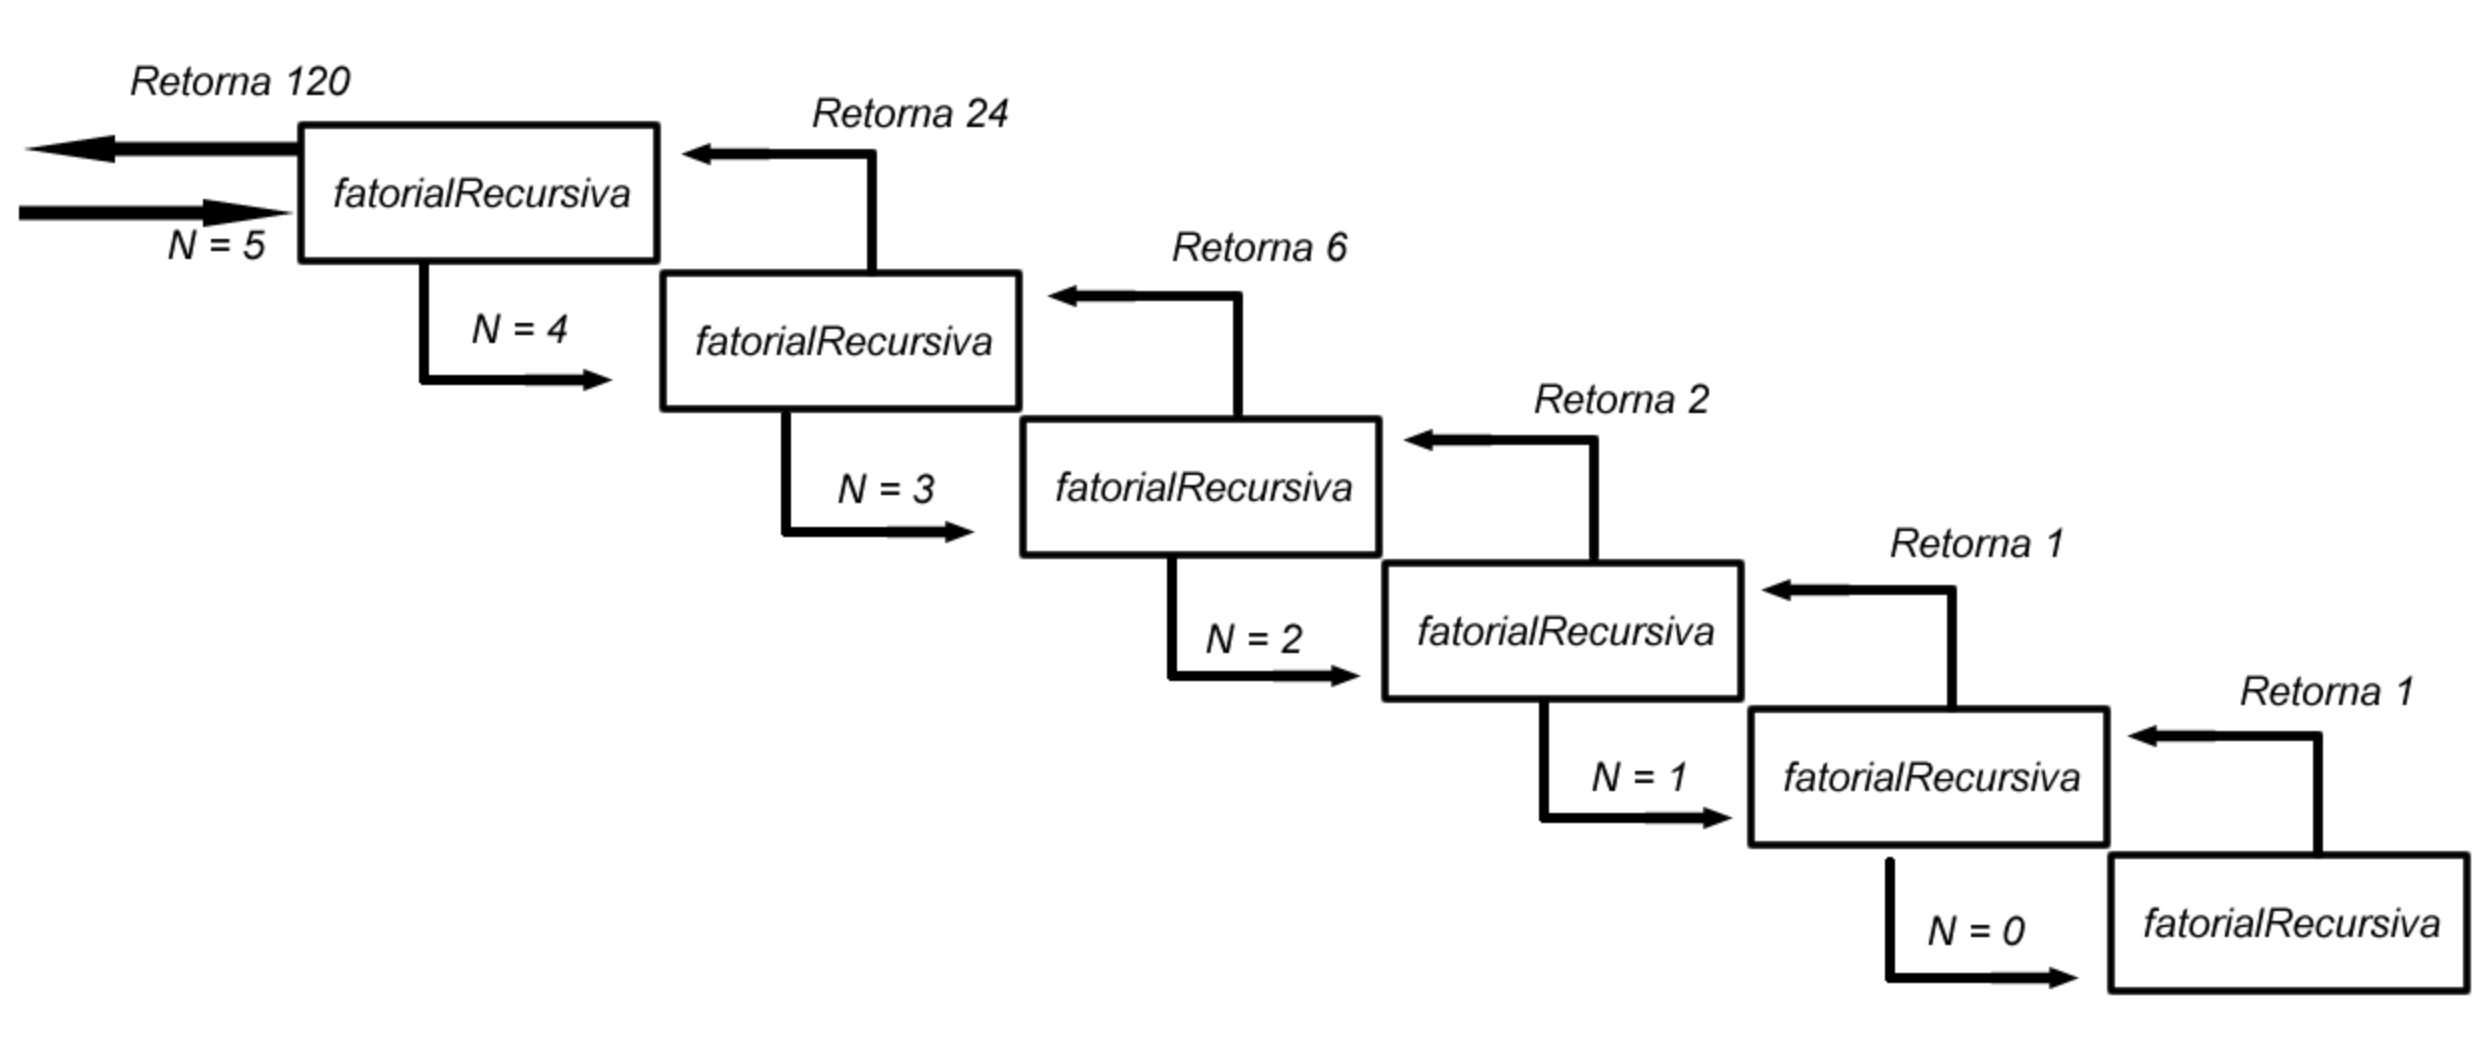 Retorna 120
Retorna 24
fatorialRecursiva
N = 5
Retorna 6
N = 4
fatorialRecursiva
Retorna 2
N = 3
fatorialRecursiva
Retorna 1
N = 2
fatorialRecursiva
Retorna 1
N = 1
fatorialRecursiva
N = 0
fatorialRecursiva